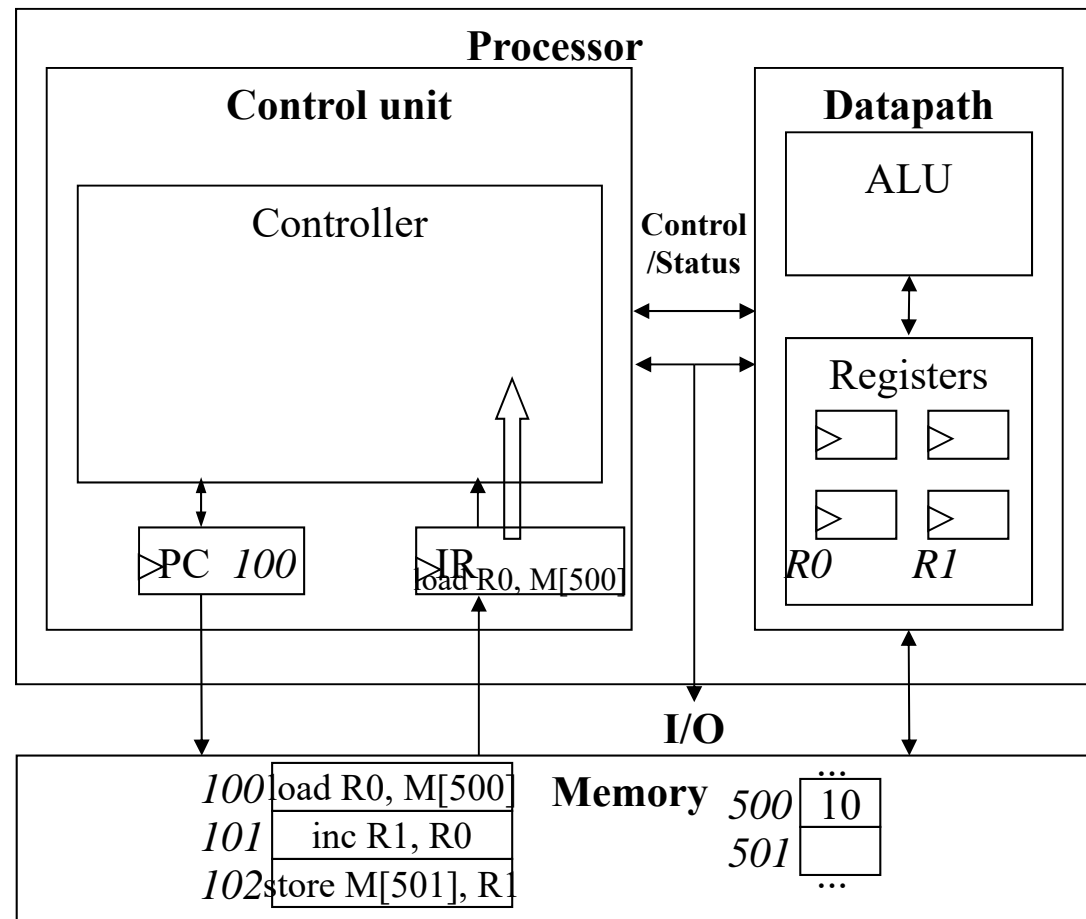 Processor
Control unit
Datapath
ALU
Controller
Control
/Status
Registers
PC 100
IR
load R0, M[500]
R0 R1
I/O
Memory
100 load R0, M[500]
101 inc R1, R0
102 store M[501], R1
...
500 10
501
...